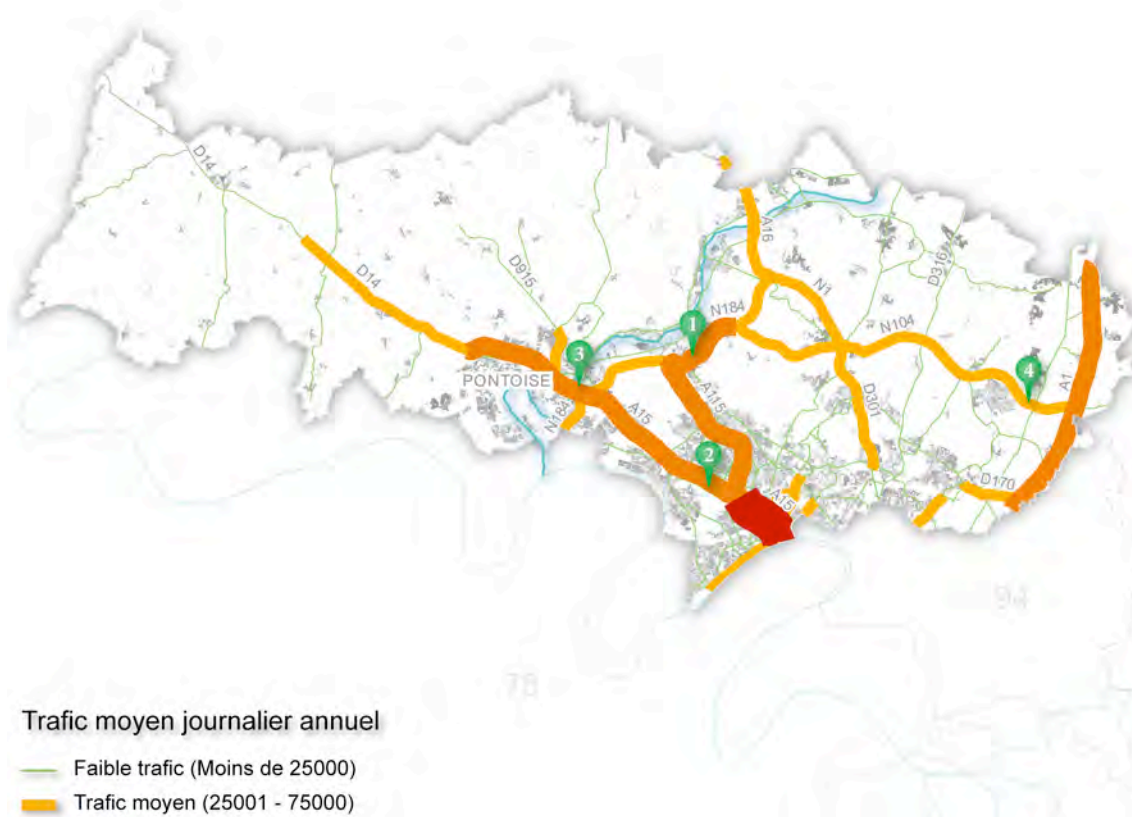 D14
D14
D915
A16
N1
D316
N184
N104
1
3
4
2
PONTOISE
N184
A15
A115
D301
A1
A15
D170
94
78
Trafic moyen journalier annuel
Faible trafic (Moins de 25000)
Trafic moyen (25001 - 75000)